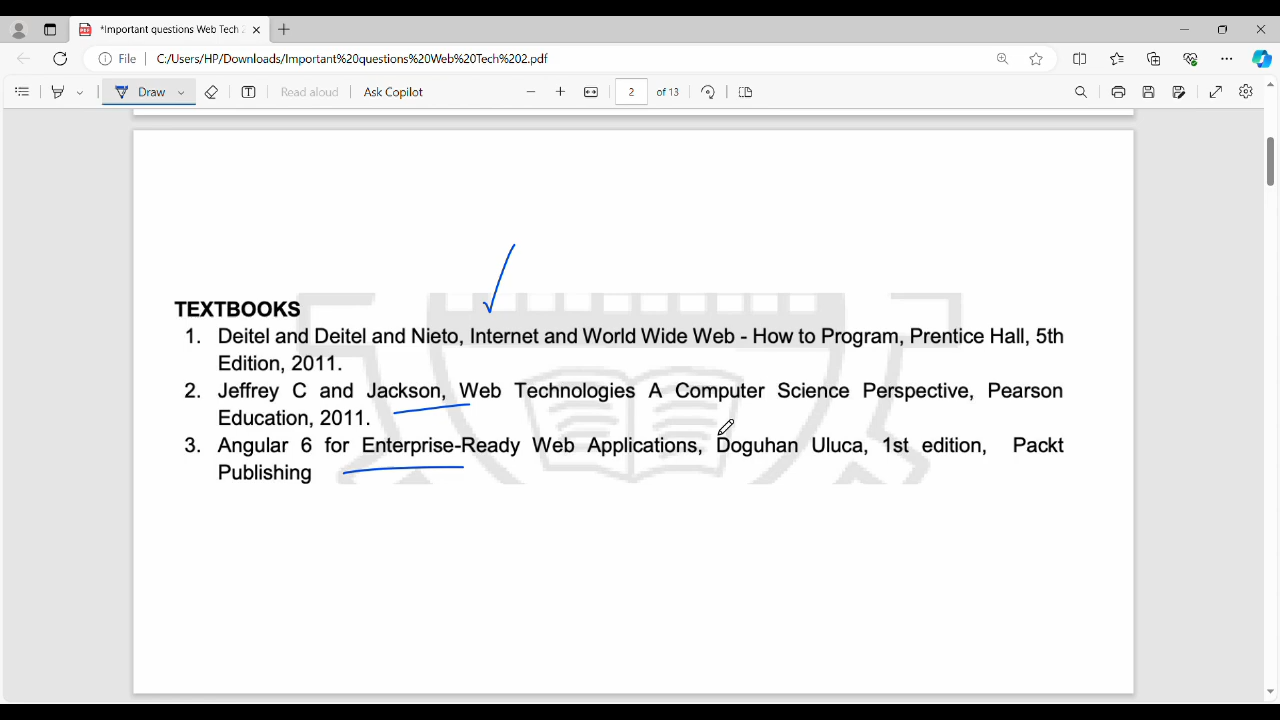 *Important questions Web Tech 2
File C:/Users/HP/Downloads/Important%20questions%20Web%20Tech%202.pdf
Draw Read aloud Ask Copilot 2 of 13
TEXTBOOKS
1. Deitel and Deitel and Nieto, Internet and World Wide Web - How to Program, Prentice Hall, 5th
Edition, 2011.
2. Jeffrey C and Jackson, Web Technologies A Computer Science Perspective, Pearson
Education, 2011.
3. Angular 6 for Enterprise-Ready Web Applications, Doguhan Uluca, 1st edition, Packt
Publishing